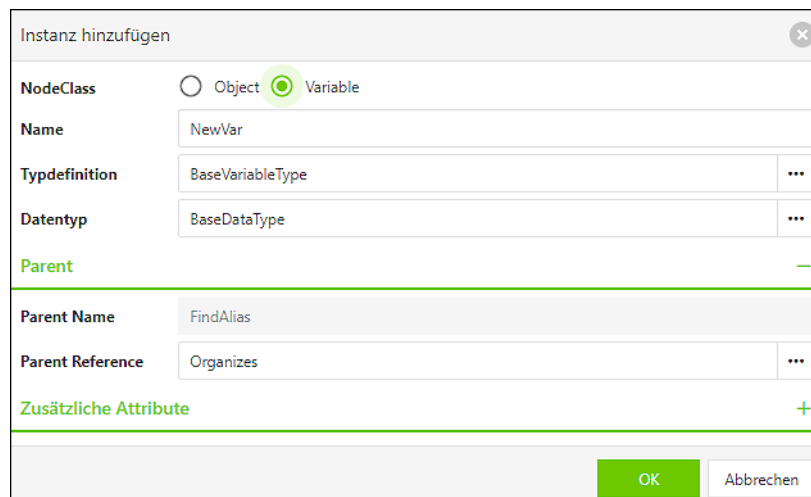 Instanz hinzufügen
NodeClass Object Variable
Name NewVar
Typdefinition BaseVariableType
Datentyp BaseDataType
Parent
Parent Name FindAlias
Parent Reference Organizes
Zusätzliche Attribute
OK Abbrechen